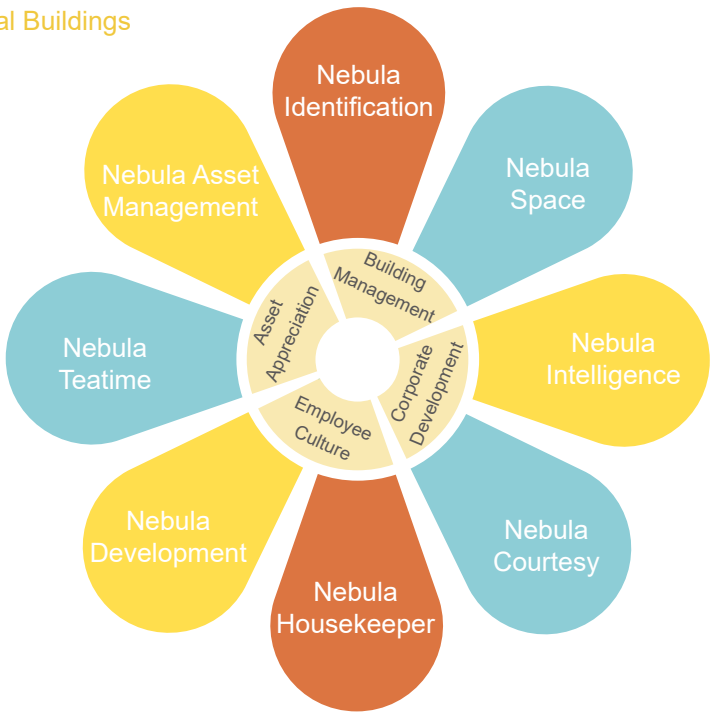 al Buildings
Nebula
Identification
Nebula
Space
Nebula
Intelligence
Nebula
Courtesy
Nebula
Housekeeper
Nebula
Development
Nebula
Teatime
Nebula Asset
Management
Building
Management
Corporate
Development
Employee
Culture
Asset
Appreciation